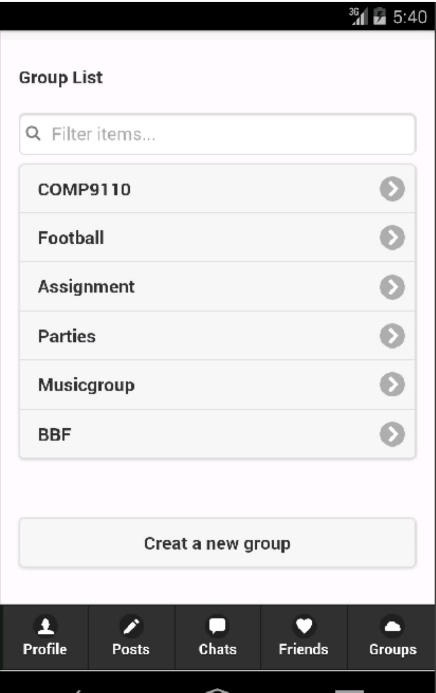 3G 5:40
Group List
Filter items...
COMP9110
Football
Assignment
Parties
Musicgroup
BBF
Creat a new group
Profile Posts Chats Friends Groups